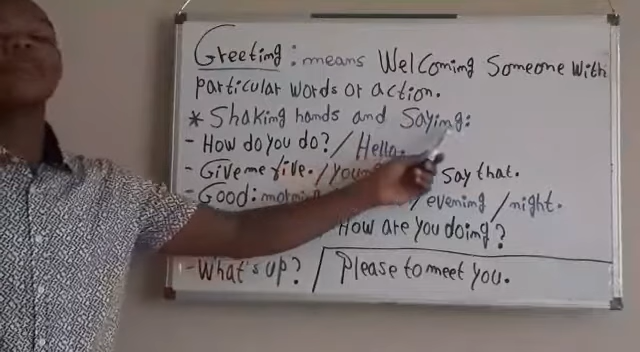 Greeting: means Welcoming Someone with
particular words or action.
* Shaking hands and Saying:
- How do you do? / Hello.
- Give me five. / Say that.
- Good: / evening / night.
How are you doing?
- What's up? / Please to meet you.